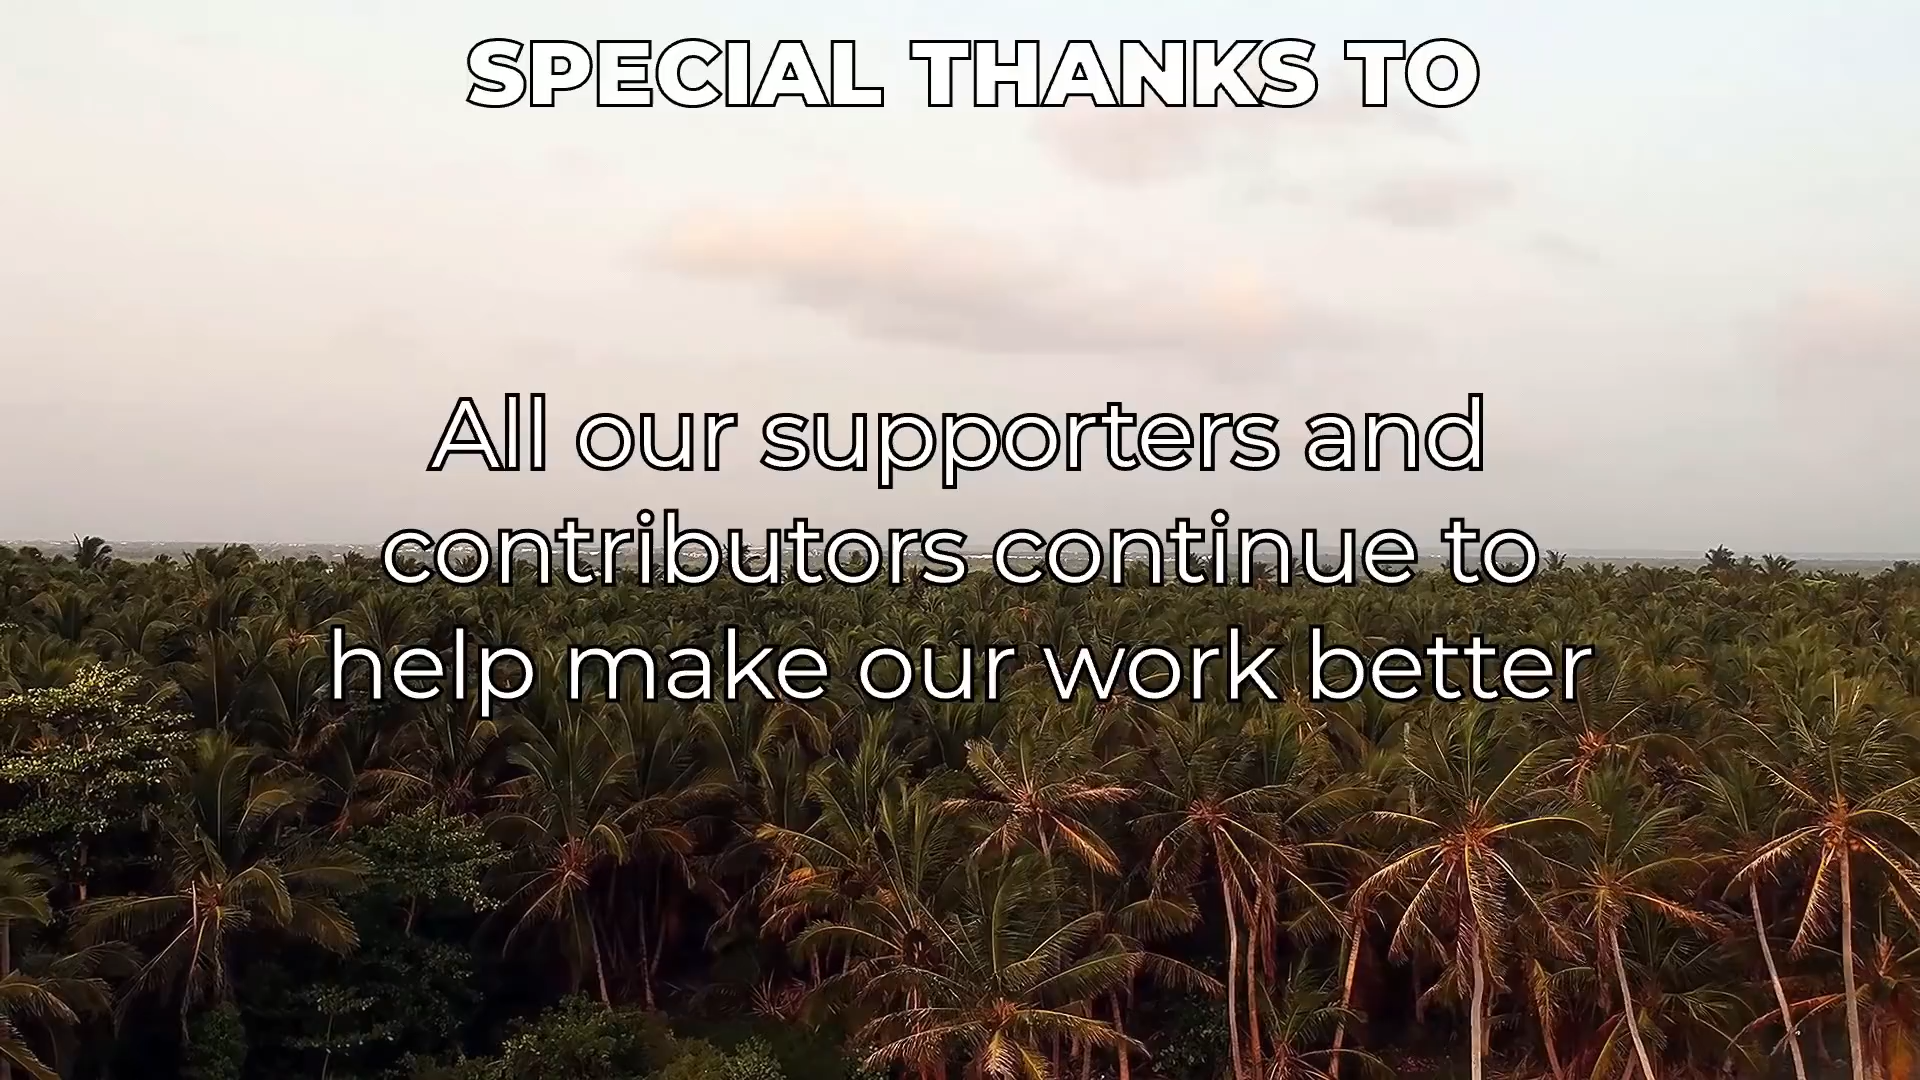 SPECIAL THANKS TO
All our supporters and
contributors continue to
help make our work better